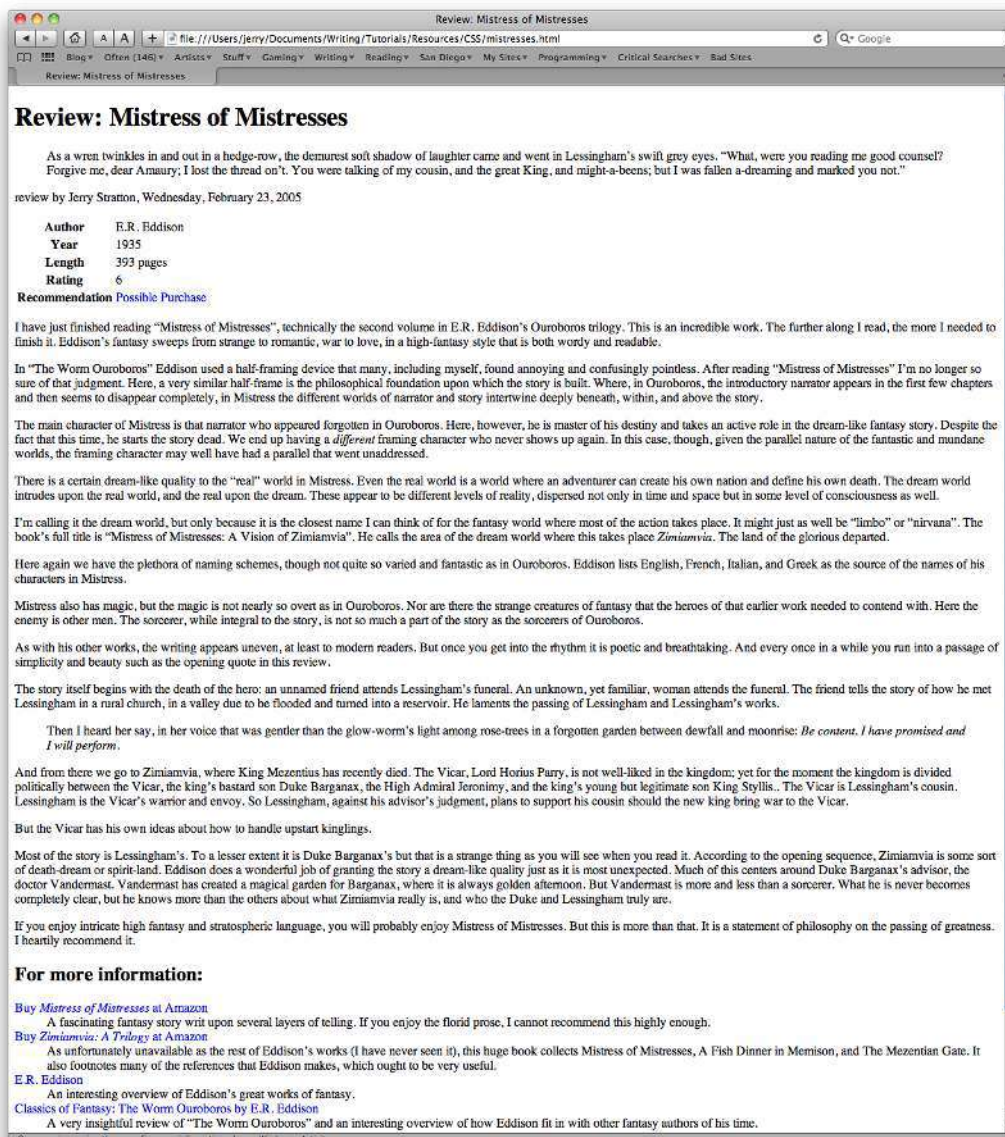 Review: Mistress of Mistresses
A A + file:///Users/jerry/Documents/Writing/Tutorials/Resources/CSS/mistresses.html Google
Blog Often (146) Artists Stuff Gaming Writing Reading San Diego My Sites Programming Critical Searches Bad Sites
Review: Mistress of Mistresses
Review: Mistress of Mistresses
As a wren twinkles in and out in a hedge-row, the demurest soft shadow of laughter came and went in Lessingham’s swift grey eyes. “What, were you reading me good counsel?
Forgive me, dear Amaury; I lost the thread on’t. You were talking of my cousin, and the great King, and might-a-beens; but I was fallen a-dreaming and marked you not.”
review by Jerry Stratton, Wednesday, February 23, 2005
Author E.R. Eddison
Year 1935
Length 393 pages
Rating 6
Recommendation Possible Purchase
I have just finished reading “Mistress of Mistresses”, technically the second volume in E.R. Eddison’s Ouroboros trilogy. This is an incredible work. The further along I read, the more I needed to
finish it. Eddison’s fantasy sweeps from strange to romantic, war to love, in a high-fantasy style that is both wordy and readable.
In “The Worm Ouroboros” Eddison used a half-framing device that many, including myself, found annoying and confusingly pointless. After reading “Mistress of Mistresses” I’m no longer so
sure of that judgment. Here, a very similar half-frame is the philosophical foundation upon which the story is built. Where, in Ouroboros, the introductory narrator appears in the first few chapters
and then seems to disappear completely, in Mistress the different worlds of narrator and story intertwine deeply beneath, within, and above the story.
The main character of Mistress is that narrator who appeared forgotten in Ouroboros. Here, however, he is master of his destiny and takes an active role in the dream-like fantasy story. Despite the
fact that this time, he starts the story dead. We end up having a different framing character who never shows up again. In this case, though, given the parallel nature of the fantastic and mundane
worlds, the framing character may well have had a parallel that went unaddressed.
There is a certain dream-like quality to the “real” world in Mistress. Even the real world is a world where an adventurer can create his own nation and define his own death. The dream world
intrudes upon the real world, and the real upon the dream. These appear to be different levels of reality, dispersed not only in time and space but in some level of consciousness as well.
I’m calling it the dream world, but only because it is the closest name I can think of for the fantasy world where most of the action takes place. It might just as well be “limbo” or “nirvana”. The
book’s full title is “Mistress of Mistresses: A Vision of Zimiamvia”. He calls the area of the dream world where this takes place Zimiamvia. The land of the glorious departed.
Here again we have the plethora of naming schemes, though not quite so varied and fantastic as in Ouroboros. Eddison lists English, French, Italian, and Greek as the source of the names of his
characters in Mistress.
Mistress also has magic, but the magic is not nearly so overt as in Ouroboros. Nor are there the strange creatures of fantasy that the heroes of that earlier work needed to contend with. Here the
enemy is other men. The sorcerer, while integral to the story, is not so much a part of the story as the sorcerers of Ouroboros.
As with his other works, the writing appears uneven, at least to modern readers. But once you get into the rhythm it is poetic and breathtaking. And every once in a while you run into a passage of
simplicity and beauty such as the opening quote in this review.
The story itself begins with the death of the hero: an unnamed friend attends Lessingham’s funeral. An unknown, yet familiar, woman attends the funeral. The friend tells the story of how he met
Lessingham in a rural church, in a valley due to be flooded and turned into a reservoir. He laments the passing of Lessingham and Lessingham’s works.
Then I heard her say, in her voice that was gentler than the glow-worm’s light among rose-trees in a forgotten garden between dewfall and moonrise: Be content. I have promised and
I will perform.
And from there we go to Zimiamvia, where King Mezentius has recently died. The Vicar, Lord Horius Parry, is not well-liked in the kingdom; yet for the moment the kingdom is divided
politically between the Vicar, the king’s bastard son Duke Barganax, the High Admiral Jeronimy, and the king’s young but legitimate son King Styllis.. The Vicar is Lessingham’s cousin.
Lessingham is the Vicar’s warrior and envoy. So Lessingham, against his advisor’s judgment, plans to support his cousin should the new king bring war to the Vicar.
But the Vicar has his own ideas about how to handle upstart kinglings.
Most of the story is Lessingham’s. To a lesser extent it is Duke Barganax’s but that is a strange thing as you will see when you read it. According to the opening sequence, Zimiamvia is some sort
of death-dream or spirit-land. Eddison does a wonderful job of granting the story a dream-like quality just as it is most unexpected. Much of this centers around Duke Barganax’s advisor, the
doctor Vandermast. Vandermast has created a magical garden for Barganax, where it is always golden afternoon. But Vandermast is more and less than a sorcerer. What he is never becomes
completely clear, but he knows more than the others about what Zimiamvia really is, and who the Duke and Lessingham truly are.
If you enjoy intricate high fantasy and stratospheric language, you will probably enjoy Mistress of Mistresses. But this is more than that. It is a statement of philosophy on the passing of greatness.
I heartily recommend it.
For more information:
Buy Mistress of Mistresses at Amazon
A fascinating fantasy story writ upon several layers of telling. If you enjoy the florid prose, I cannot recommend this highly enough.
Buy Zimiamvia: A Trilogy at Amazon
As unfortunately unavailable as the rest of Eddison’s works (I have never seen it), this huge book collects Mistress of Mistresses, A Fish Dinner in Memison, and The Mezentian Gate. It
also footnotes many of the references that Eddison makes, which ought to be very useful.
E.R. Eddison
An interesting overview of Eddison’s great works of fantasy.
Classics of Fantasy: The Worm Ouroboros by E.R. Eddison
A very insightful review of “The Worm Ouroboros” and an interesting overview of how Eddison fit in with other fantasy authors of his time.